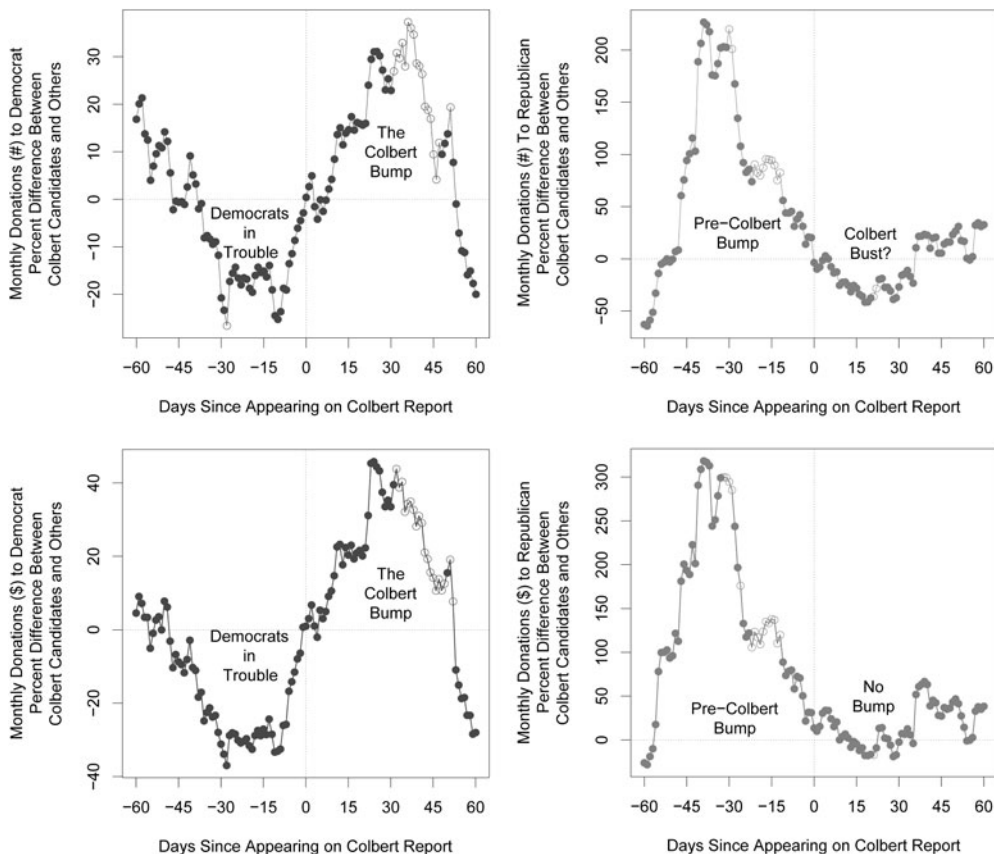 Monthly Donations (#) to Democrat
Percent Difference Between
Colbert Candidates and Others
30
20
10
0
−20
Democrats
in
Trouble
The
Colbert
Bump
−60 −45 −30 −15 0 15 30 45 60
Days Since Appearing on Colbert Report
Monthly Donations (#) To Republican
Percent Difference Between
Colbert Candidates and Others
200
150
100
50
0
−50
Pre−Colbert
Bump
Colbert
Bust?
−60 −45 −30 −15 0 15 30 45 60
Days Since Appearing on Colbert Report
Monthly Donations ($) to Democrat
Percent Difference Between
Colbert Candidates and Others
40
20
0
−20
−40
Democrats
in
Trouble
The
Colbert
Bump
−60 −45 −30 −15 0 15 30 45 60
Days Since Appearing on Colbert Report
Monthly Donations ($) to Republican
Percent Difference Between
Colbert Candidates and Others
300
250
200
150
100
50
0
Pre−Colbert
Bump
No
Bump
−60 −45 −30 −15 0 15 30 45 60
Days Since Appearing on Colbert Report